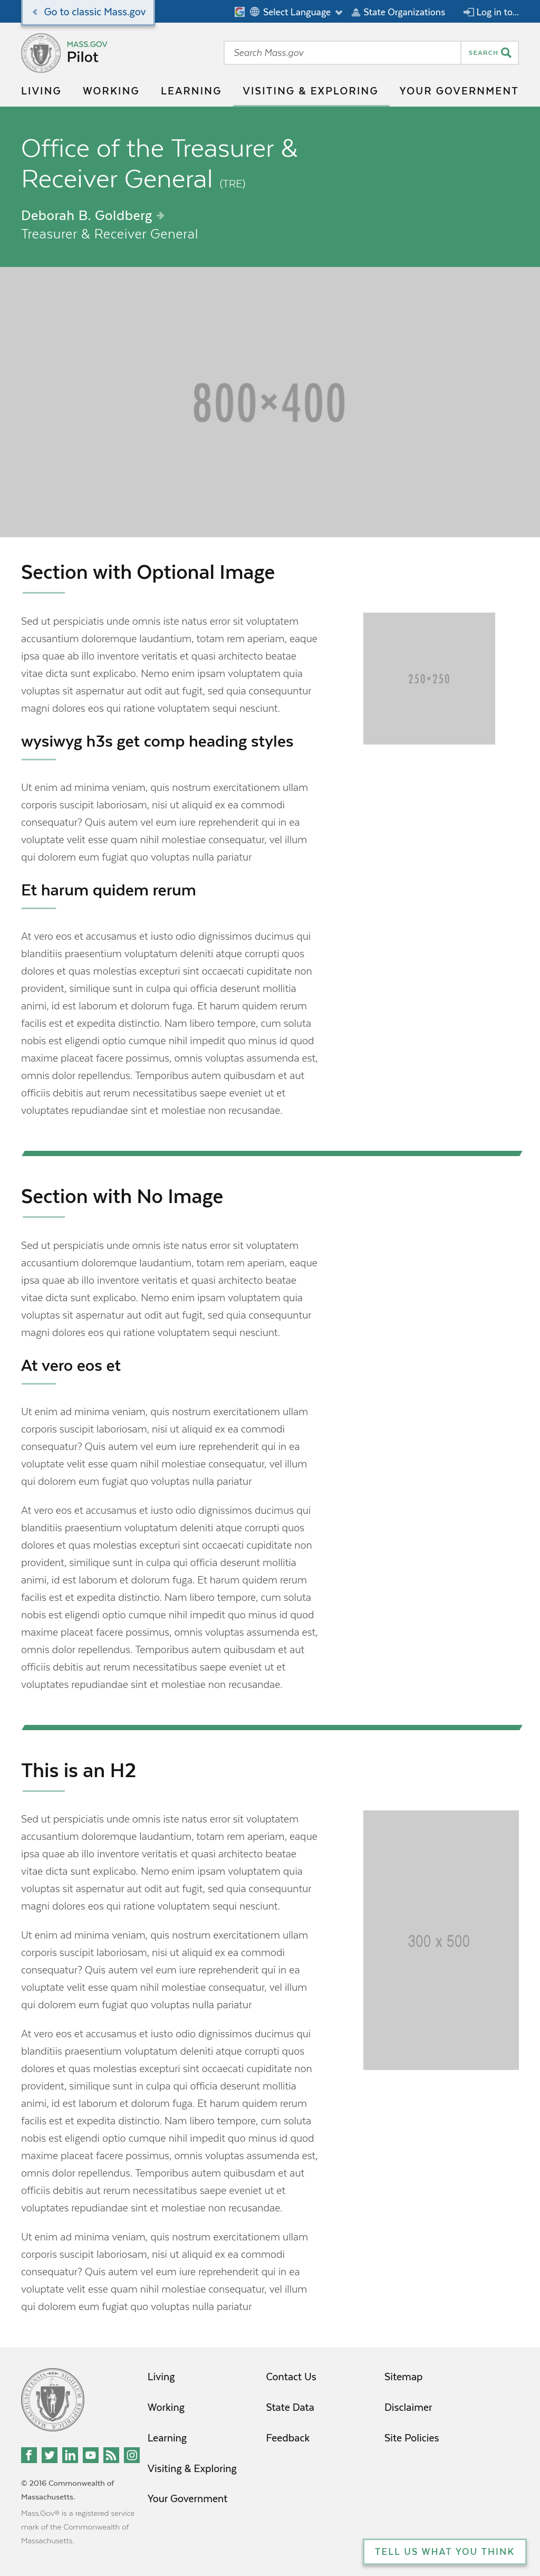 Go to classic Mass.gov
Select Language
State Organizations
Log in to...
MASS.GOV
Pilot
Search Mass.gov
SEARCH
LIVING WORKING LEARNING VISITING & EXPLORING YOUR GOVERNMENT
Office of the Treasurer &
Receiver General (TRE)
Deborah B. Goldberg
Treasurer & Receiver General
800×400
Section with Optional Image
Sed ut perspiciatis unde omnis iste natus error sit voluptatem
accusantium doloremque laudantium, totam rem aperiam, eaque
ipsa quae ab illo inventore veritatis et quasi architecto beatae
vitae dicta sunt explicabo. Nemo enim ipsam voluptatem quia
voluptas sit aspernatur aut odit aut fugit, sed quia consequuntur
magni dolores eos qui ratione voluptatem sequi nesciunt.
250×250
wysiwyg h3s get comp heading styles
Ut enim ad minima veniam, quis nostrum exercitationem ullam
corporis suscipit laboriosam, nisi ut aliquid ex ea commodi
consequatur? Quis autem vel eum iure reprehenderit qui in ea
voluptate velit esse quam nihil molestiae consequatur, vel illum
qui dolorem eum fugiat quo voluptas nulla pariatur
Et harum quidem rerum
At vero eos et accusamus et iusto odio dignissimos ducimus qui
blanditiis praesentium voluptatum deleniti atque corrupti quos
dolores et quas molestias excepturi sint occaecati cupiditate non
provident, similique sunt in culpa qui officia deserunt mollitia
animi, id est laborum et dolorum fuga. Et harum quidem rerum
facilis est et expedita distinctio. Nam libero tempore, cum soluta
nobis est eligendi optio cumque nihil impedit quo minus id quod
maxime placeat facere possimus, omnis voluptas assumenda est,
omnis dolor repellendus. Temporibus autem quibusdam et aut
officiis debitis aut rerum necessitatibus saepe eveniet ut et
voluptates repudiandae sint et molestiae non recusandae.
Section with No Image
Sed ut perspiciatis unde omnis iste natus error sit voluptatem
accusantium doloremque laudantium, totam rem aperiam, eaque
ipsa quae ab illo inventore veritatis et quasi architecto beatae
vitae dicta sunt explicabo. Nemo enim ipsam voluptatem quia
voluptas sit aspernatur aut odit aut fugit, sed quia consequuntur
magni dolores eos qui ratione voluptatem sequi nesciunt.
At vero eos et
Ut enim ad minima veniam, quis nostrum exercitationem ullam
corporis suscipit laboriosam, nisi ut aliquid ex ea commodi
consequatur? Quis autem vel eum iure reprehenderit qui in ea
voluptate velit esse quam nihil molestiae consequatur, vel illum
qui dolorem eum fugiat quo voluptas nulla pariatur
At vero eos et accusamus et iusto odio dignissimos ducimus qui
blanditiis praesentium voluptatum deleniti atque corrupti quos
dolores et quas molestias excepturi sint occaecati cupiditate non
provident, similique sunt in culpa qui officia deserunt mollitia
animi, id est laborum et dolorum fuga. Et harum quidem rerum
facilis est et expedita distinctio. Nam libero tempore, cum soluta
nobis est eligendi optio cumque nihil impedit quo minus id quod
maxime placeat facere possimus, omnis voluptas assumenda est,
omnis dolor repellendus. Temporibus autem quibusdam et aut
officiis debitis aut rerum necessitatibus saepe eveniet ut et
voluptates repudiandae sint et molestiae non recusandae.
This is an H2
Sed ut perspiciatis unde omnis iste natus error sit voluptatem
accusantium doloremque laudantium, totam rem aperiam, eaque
ipsa quae ab illo inventore veritatis et quasi architecto beatae
vitae dicta sunt explicabo. Nemo enim ipsam voluptatem quia
voluptas sit aspernatur aut odit aut fugit, sed quia consequuntur
magni dolores eos qui ratione voluptatem sequi nesciunt.
300 x 500
Ut enim ad minima veniam, quis nostrum exercitationem ullam
corporis suscipit laboriosam, nisi ut aliquid ex ea commodi
consequatur? Quis autem vel eum iure reprehenderit qui in ea
voluptate velit esse quam nihil molestiae consequatur, vel illum
qui dolorem eum fugiat quo voluptas nulla pariatur
At vero eos et accusamus et iusto odio dignissimos ducimus qui
blanditiis praesentium voluptatum deleniti atque corrupti quos
dolores et quas molestias excepturi sint occaecati cupiditate non
provident, similique sunt in culpa qui officia deserunt mollitia
animi, id est laborum et dolorum fuga. Et harum quidem rerum
facilis est et expedita distinctio. Nam libero tempore, cum soluta
nobis est eligendi optio cumque nihil impedit quo minus id quod
maxime placeat facere possimus, omnis voluptas assumenda est,
omnis dolor repellendus. Temporibus autem quibusdam et aut
officiis debitis aut rerum necessitatibus saepe eveniet ut et
voluptates repudiandae sint et molestiae non recusandae.
Ut enim ad minima veniam, quis nostrum exercitationem ullam
corporis suscipit laboriosam, nisi ut aliquid ex ea commodi
consequatur? Quis autem vel eum iure reprehenderit qui in ea
voluptate velit esse quam nihil molestiae consequatur, vel illum
qui dolorem eum fugiat quo voluptas nulla pariatur
Living
Working
Learning
Visiting & Exploring
Your Government
Contact Us
State Data
Feedback
Sitemap
Disclaimer
Site Policies
© 2016 Commonwealth of
Massachusetts.
Mass.Gov® is a registered service
mark of the Commonwealth of
Massachusetts.
TELL US WHAT YOU THINK